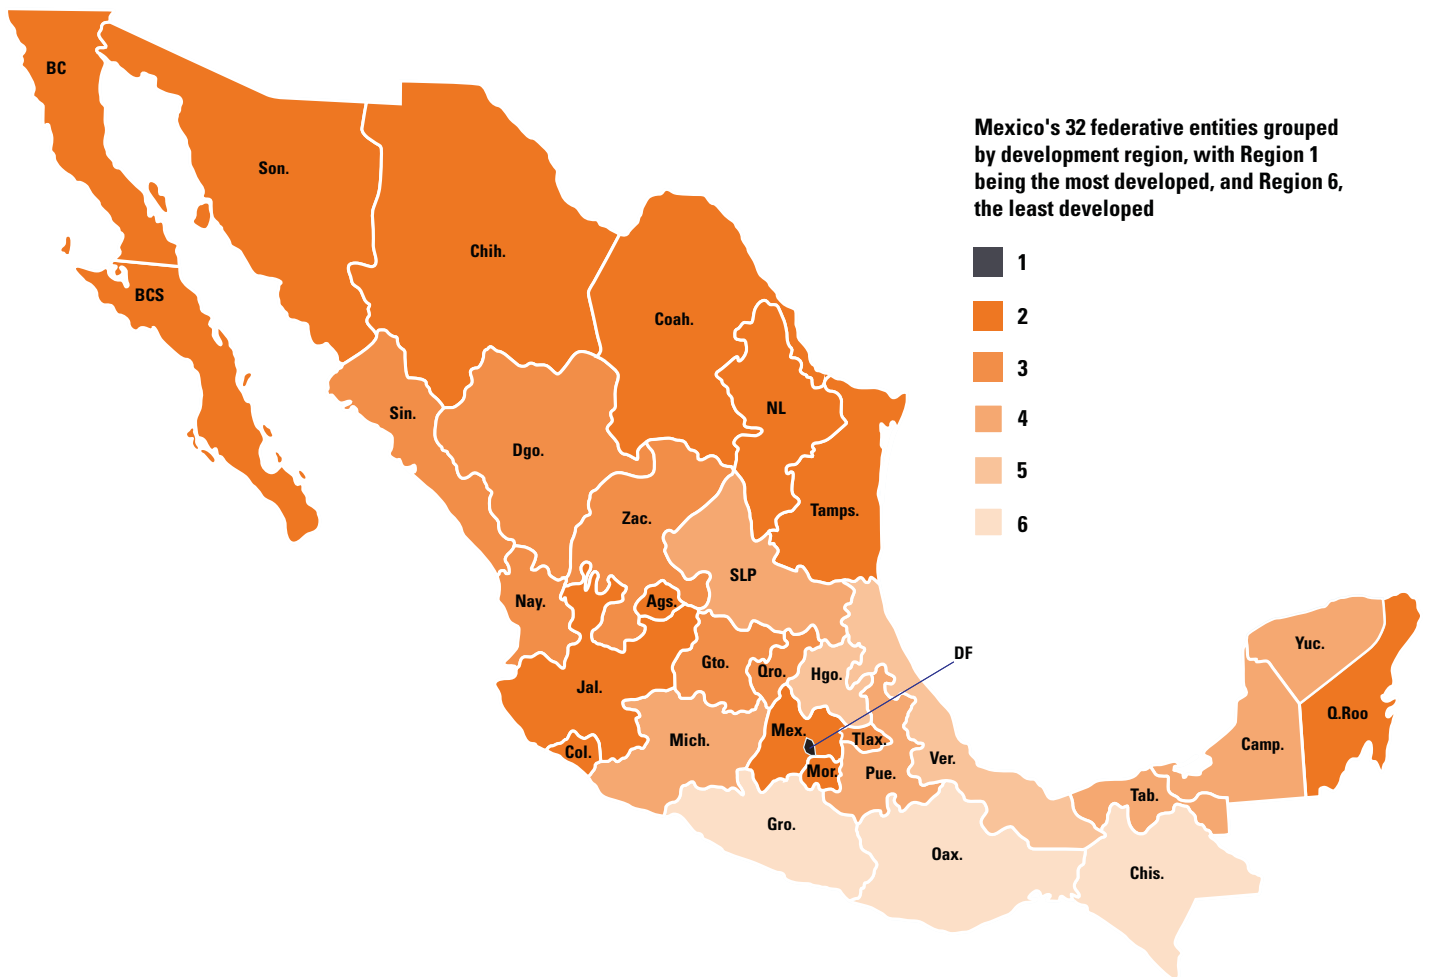 BC
Son.
Chih.
BCS
Coah.
Sin.
NL
Dgo.
Zac.
Tamps.
SLP
Nay.
Ags.
Gto.
Qro.
Hgo.
DF
Jal.
Mex.
Tlax.
Mich.
Col.
Mor.
Pue.
Ver.
Gro.
Oax.
Chis.
Tab.
Camp.
Yuc.
Q.Roo
Mexico's 32 federative entities grouped
by development region, with Region 1
being the most developed, and Region 6,
the least developed
1
2
3
4
5
6